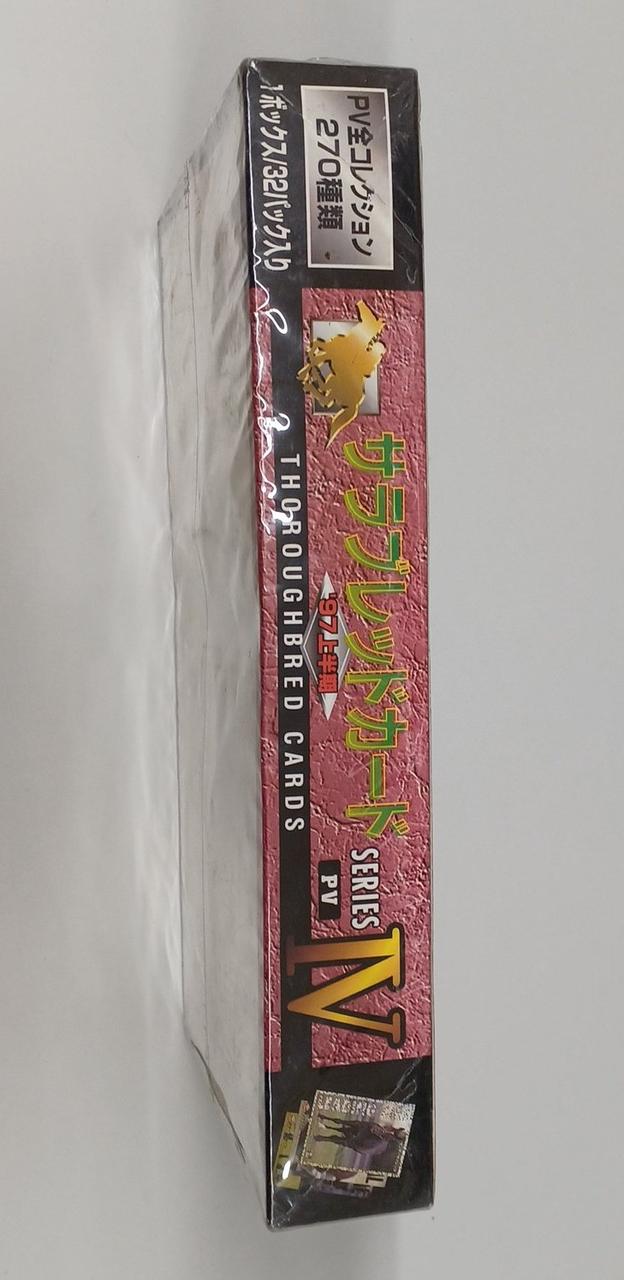 PV全コレクション
270種類
1ボックス/32パック入り
サラブレッドカード
'97上半期
THOROUGHBRED CARDS
SERIES
PV
IV
LEADING